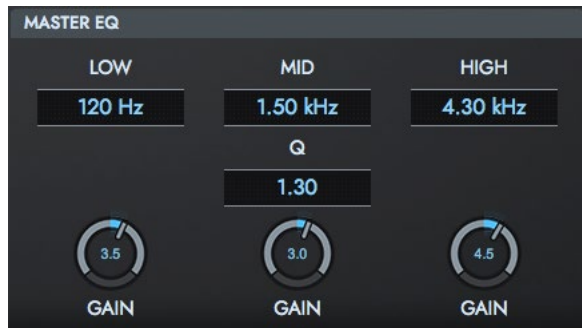 MASTER EQ
LOW MID HIGH
120 Hz 1.50 kHz 4.30 kHz
Q
1.30
3.5 3.0 4.5
GAIN GAIN GAIN